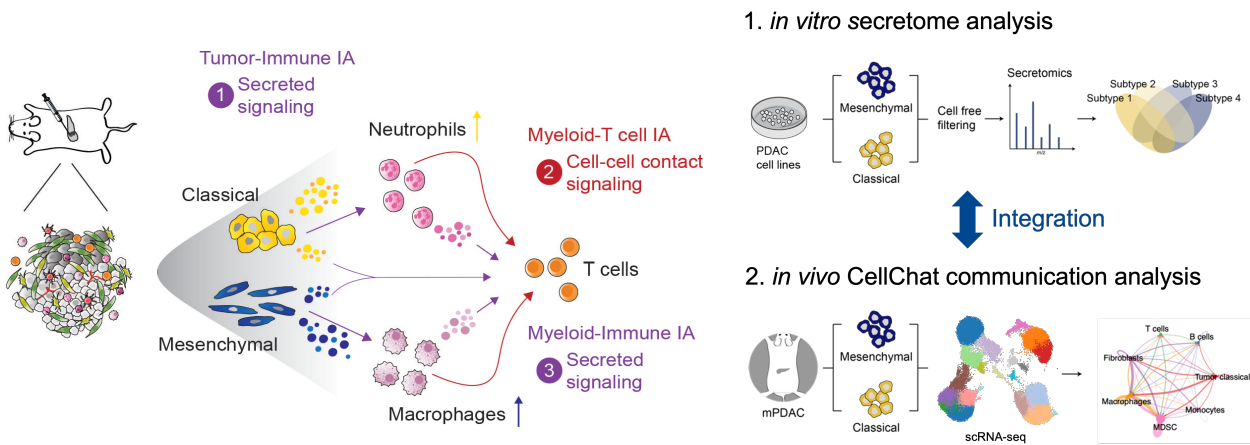 Tumor-Immune IA
1 Secreted
signaling
Neutrophils
Myeloid-T cell IA
2 Cell-cell contact
signaling
Classical
T cells
Mesenchymal
Myeloid-Immune IA
3 Secreted
signaling
Macrophages
1. in vitro secretome analysis
PDAC
cell lines
Mesenchymal
Classical
Cell free
filtering
Secretomics
m/z
Subtype 1
Subtype 2
Subtype 3
Subtype 4
Integration
2. in vivo CellChat communication analysis
mPDAC
Mesenchymal
Classical
scRNA-seq
T cells
B cells
Fibroblasts
Tumor classical
Macrophages
Monocytes
MDSC